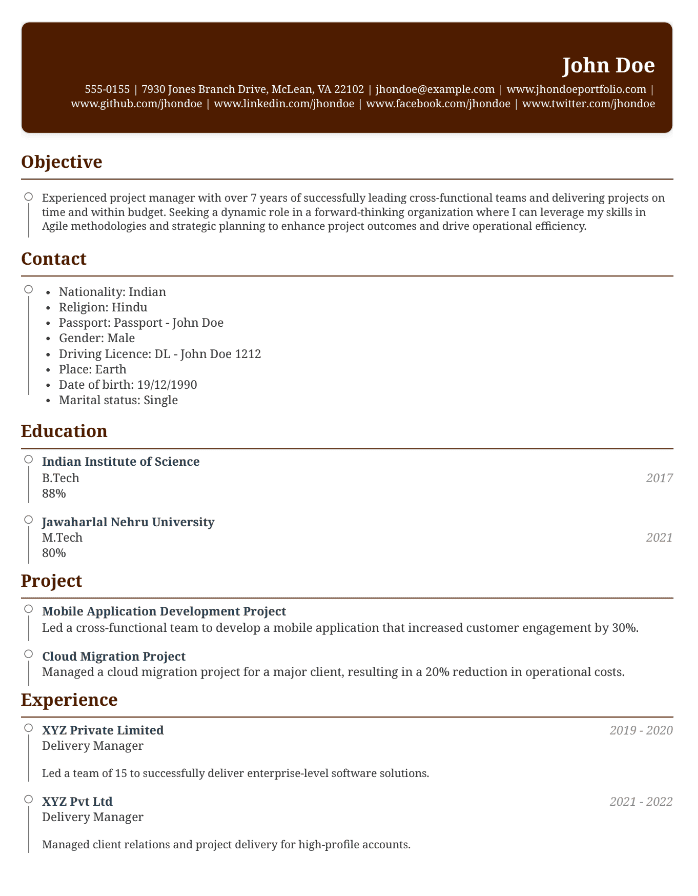 John Doe
555-0155 | 7930 Jones Branch Drive, McLean, VA 22102 | jhondoe@example.com | www.jhondoeportfolio.com |
www.github.com/jhondoe | www.linkedin.com/jhondoe | www.facebook.com/jhondoe | www.twitter.com/jhondoe
Objective
Experienced project manager with over 7 years of successfully leading cross-functional teams and delivering projects on
time and within budget. Seeking a dynamic role in a forward-thinking organization where I can leverage my skills in
Agile methodologies and strategic planning to enhance project outcomes and drive operational efficiency.
Contact
• Nationality: Indian
• Religion: Hindu
• Passport: Passport - John Doe
• Gender: Male
• Driving Licence: DL - John Doe 1212
• Place: Earth
• Date of birth: 19/12/1990
• Marital status: Single
Education
Indian Institute of Science
B.Tech 2017
88%
Jawaharlal Nehru University
M.Tech 2021
80%
Project
Mobile Application Development Project
Led a cross-functional team to develop a mobile application that increased customer engagement by 30%.
Cloud Migration Project
Managed a cloud migration project for a major client, resulting in a 20% reduction in operational costs.
Experience
XYZ Private Limited 2019 - 2020
Delivery Manager
Led a team of 15 to successfully deliver enterprise-level software solutions.
XYZ Pvt Ltd 2021 - 2022
Delivery Manager
Managed client relations and project delivery for high-profile accounts.